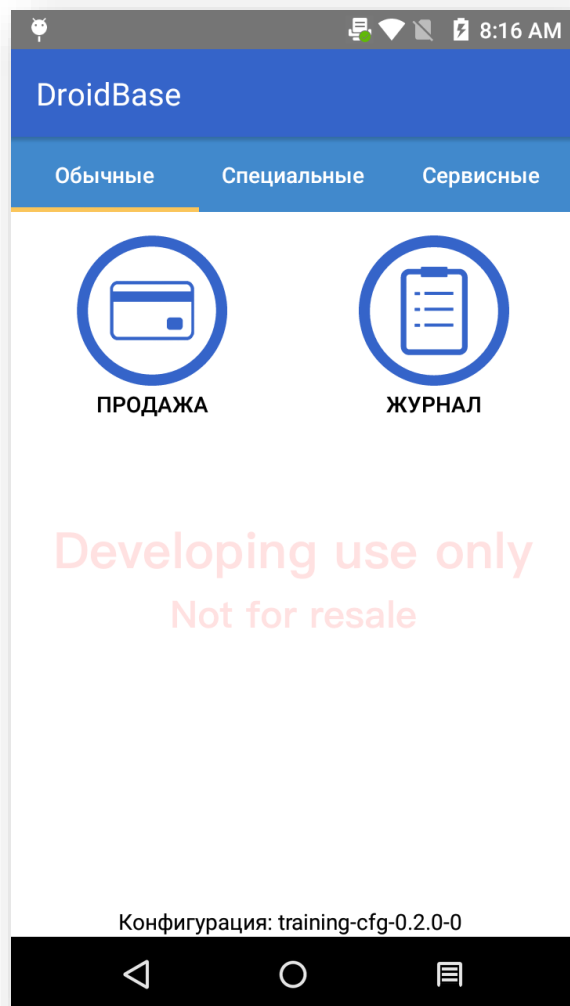 8:16 AM
DroidBase
Обычные Специальные Сервисные
ПРОДАЖА ЖУРНАЛ
Developing use only
Not for resale
Конфигурация: training-cfg-0.2.0-0